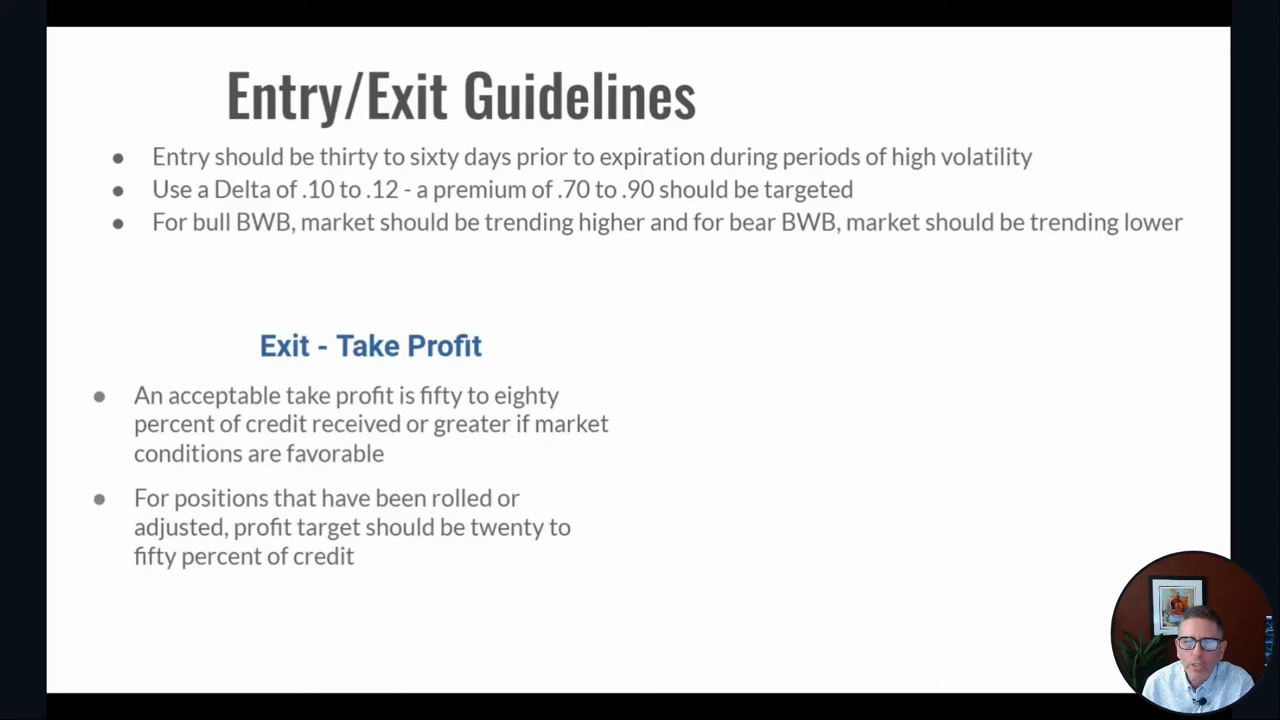 Entry/Exit Guidelines
● Entry should be thirty to sixty days prior to expiration during periods of high volatility
● Use a Delta of .10 to .12 - a premium of .70 to .90 should be targeted
● For bull BWB, market should be trending higher and for bear BWB, market should be trending lower
Exit - Take Profit
● An acceptable take profit is fifty to eighty
percent of credit received or greater if market
conditions are favorable
● For positions that have been rolled or
adjusted, profit target should be twenty to
fifty percent of credit